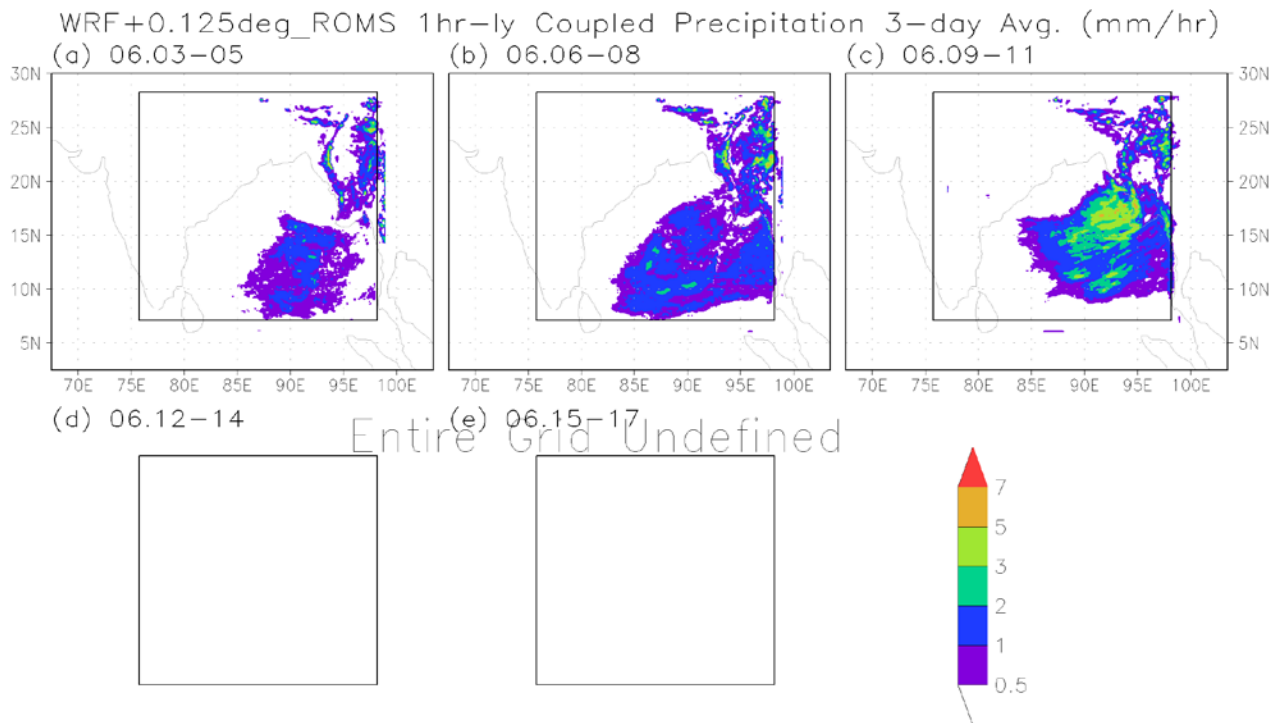 WRF+0.125deg_ROMS 1hr-ly Coupled Precipitation 3-day Avg. (mm/hr)
(a) 06.03-05
(b) 06.06-08
(c) 06.09-11
30N
25N
20N
15N
10N
5N
30N
25N
20N
15N
10N
5N
70E 75E 80E 85E 90E 95E 100E
70E 75E 80E 85E 90E 95E 100E
70E 75E 80E 85E 90E 95E 100E
(d) 06.12-14
(e) 06.15-17
Entire Grid Undefined
7
5
3
2
1
0.5